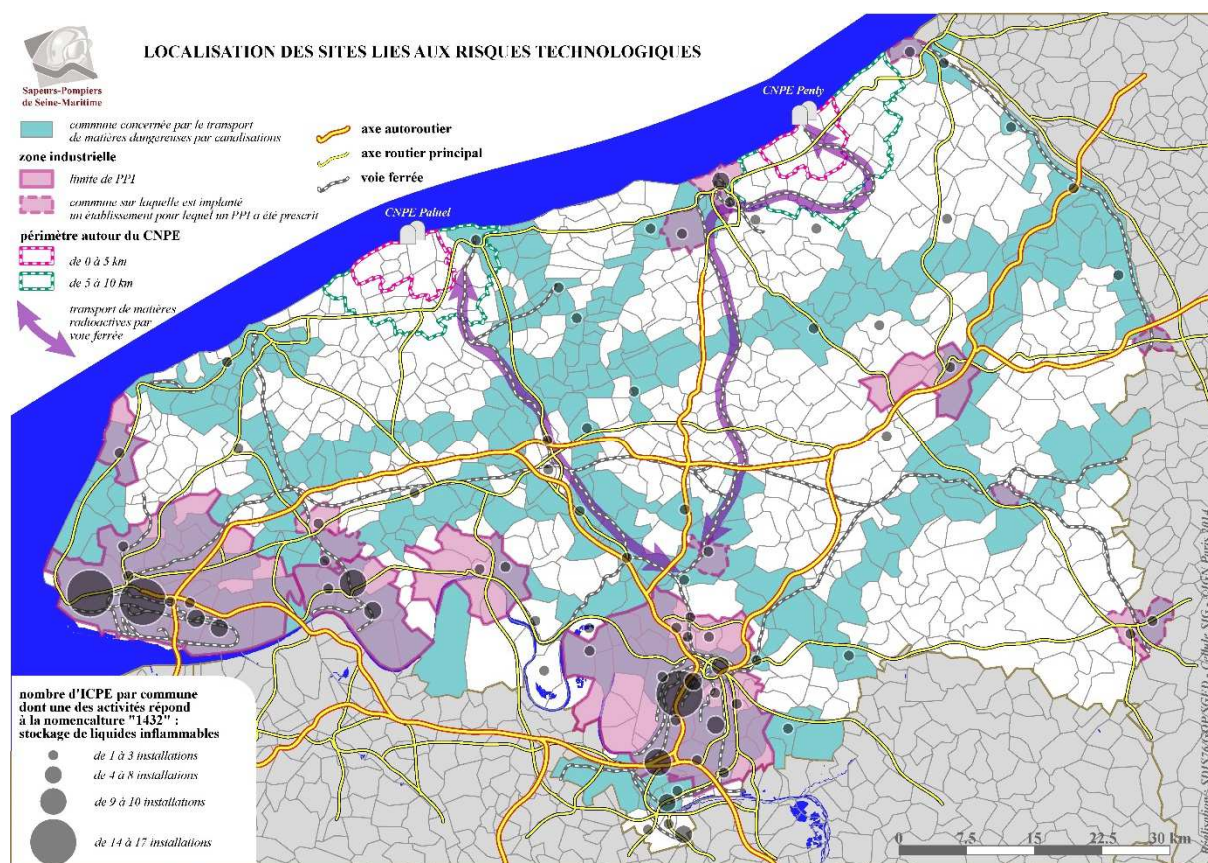 LOCALISATION DES SITES LIES AUX RISQUES TECHNOLOGIQUES
Sapeurs-Pompiers
de Seine-Maritime
commune concernée par le transport
de matières dangereuses par canalisations
zone industrielle
limite de PPI
commune sur laquelle est implanté
un établissement pour lequel un PPI a été prescrit
périmètre autour du CNPE
de 0 à 5 km
de 5 à 10 km
transport de matières
radioactives par
voie ferrée
axe autoroutier
axe routier principal
voie ferrée
CNPE Penly
CNPE Paluel
nombre d'ICPE par commune
dont une des activités répond
à la nomenclature "1432" :
stockage de liquides inflammables
de 1 à 3 installations
de 4 à 8 installations
de 9 à 10 installations
de 14 à 17 installations
0 7.5 15 22.5 30 km